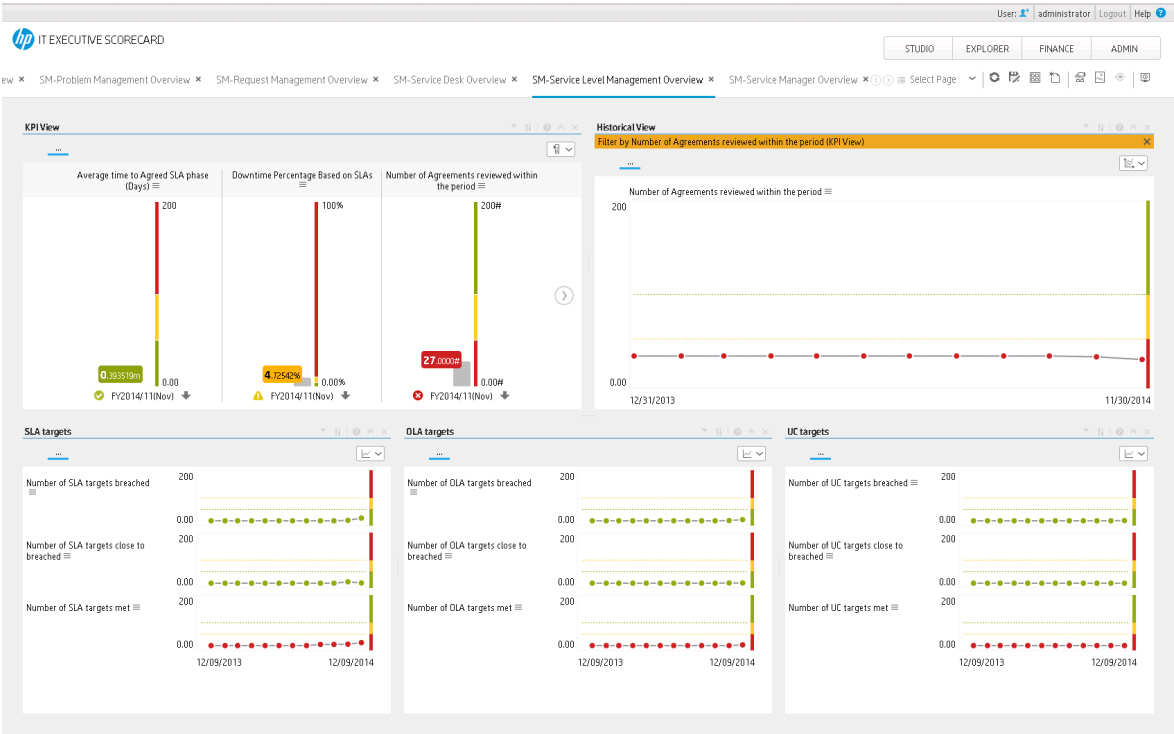 User: administrator Logout Help ?
hp IT EXECUTIVE SCORECARD
STUDIO EXPLORER FINANCE ADMIN
ew × SM-Problem Management Overview × SM-Request Management Overview × SM-Service Desk Overview × SM-Service Level Management Overview × SM-Service Manager Overview × Select Page
KPI View
...
Average time to Agreed SLA phase
(Days)
200
0.393519m
0.00
FY2014/11(Nov)
Downtime Percentage Based on SLAs
100%
4.72542%
0.00%
FY2014/11(Nov)
Number of Agreements reviewed within
the period
200#
27.0000#
0.00#
FY2014/11(Nov)
Historical View
Filter by Number of Agreements reviewed within the period (KPI View)
...
Number of Agreements reviewed within the period
200
0.00
12/31/2013 11/30/2014
SLA targets
...
Number of SLA targets breached
200
0.00
Number of SLA targets close to
breached
200
0.00
Number of SLA targets met
200
0.00
12/09/2013 12/09/2014
OLA targets
...
Number of OLA targets breached
200
0.00
Number of OLA targets close to
breached
200
0.00
Number of OLA targets met
200
0.00
12/09/2013 12/09/2014
UC targets
...
Number of UC targets breached
200
0.00
Number of UC targets close to
breached
200
0.00
Number of UC targets met
200
0.00
12/09/2013 12/09/2014